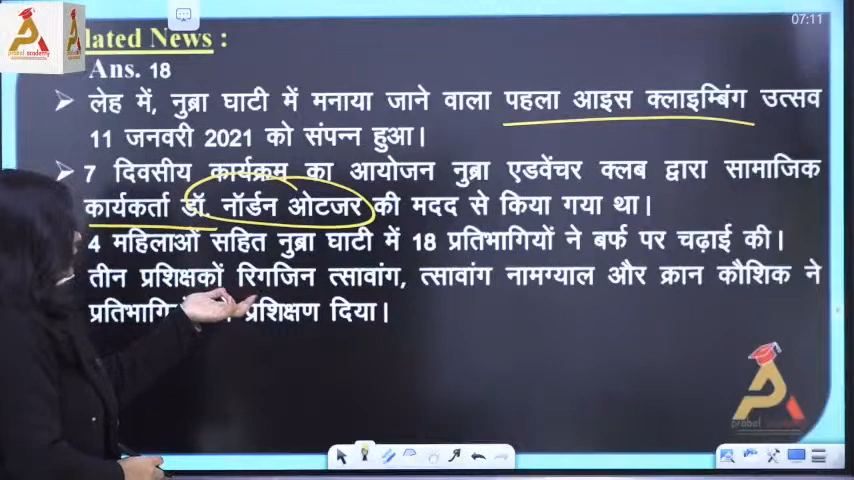 07:11
lated News :
Ans. 18
लेह में, नुब्रा घाटी में मनाया जाने वाला पहला आइस क्लाइम्बिंग उत्सव
11 जनवरी 2021 को संपन्न हुआ।
7 दिवसीय कार्यक्रम का आयोजन नुब्रा एडवेंचर क्लब द्वारा सामाजिक
कार्यकर्ता डॉ. नॉर्डन ओटजर की मदद से किया गया था।
4 महिलाओं सहित नुब्रा घाटी में 18 प्रतिभागियों ने बर्फ पर चढ़ाई की।
तीन प्रशिक्षकों रिगजिन त्सावांग, त्सावांग नामग्याल और क्रान कौशिक ने
प्रतिभागि प्रशिक्षण दिया।
prabal academy